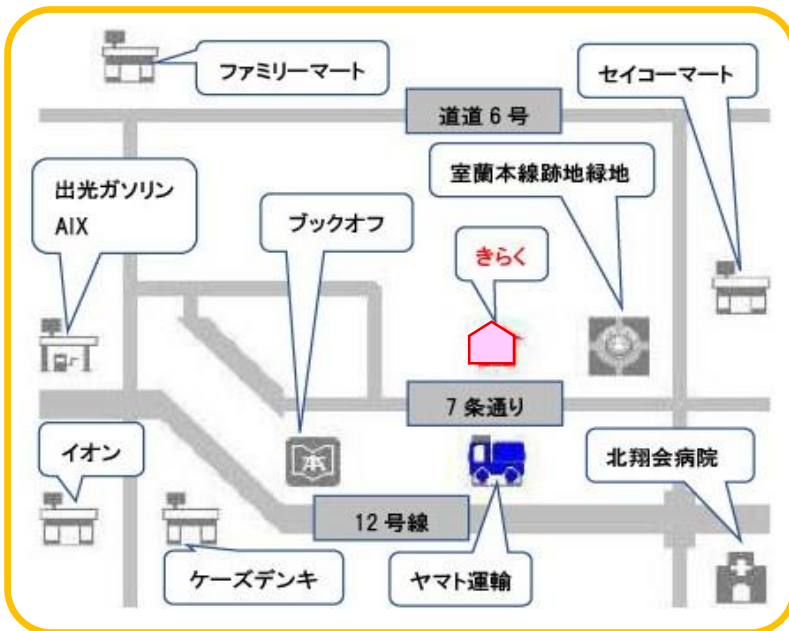 ファミリーマート
セイコーマート
道道６号
出光ガソリン
AIX
室蘭本線跡地緑地
ブックオフ
きらく
７条通り
イオン
北翔会病院
12号線
ケーズデンキ
ヤマト運輸